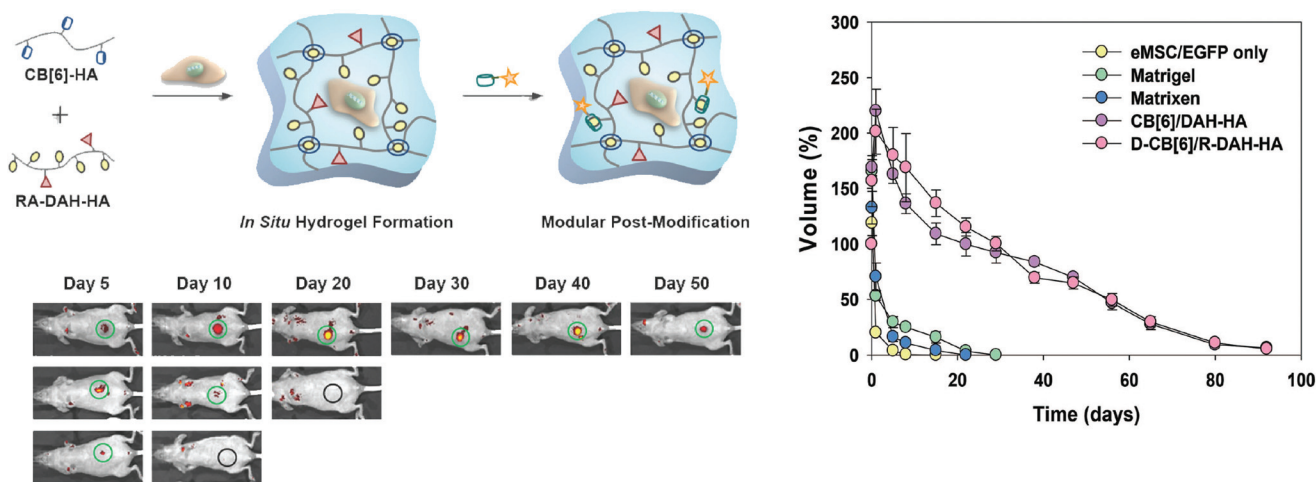 CB[6]-HA
+
RA-DAH-HA
In Situ Hydrogel Formation
Modular Post-Modification
Day 5
Day 10
Day 20
Day 30
Day 40
Day 50
Volume (%)
300
250
200
150
100
50
0
eMSC/EGFP only
Matrigel
Matrixen
CB[6]/DAH-HA
D-CB[6]/R-DAH-HA
0 20 40 60 80 100
Time (days)